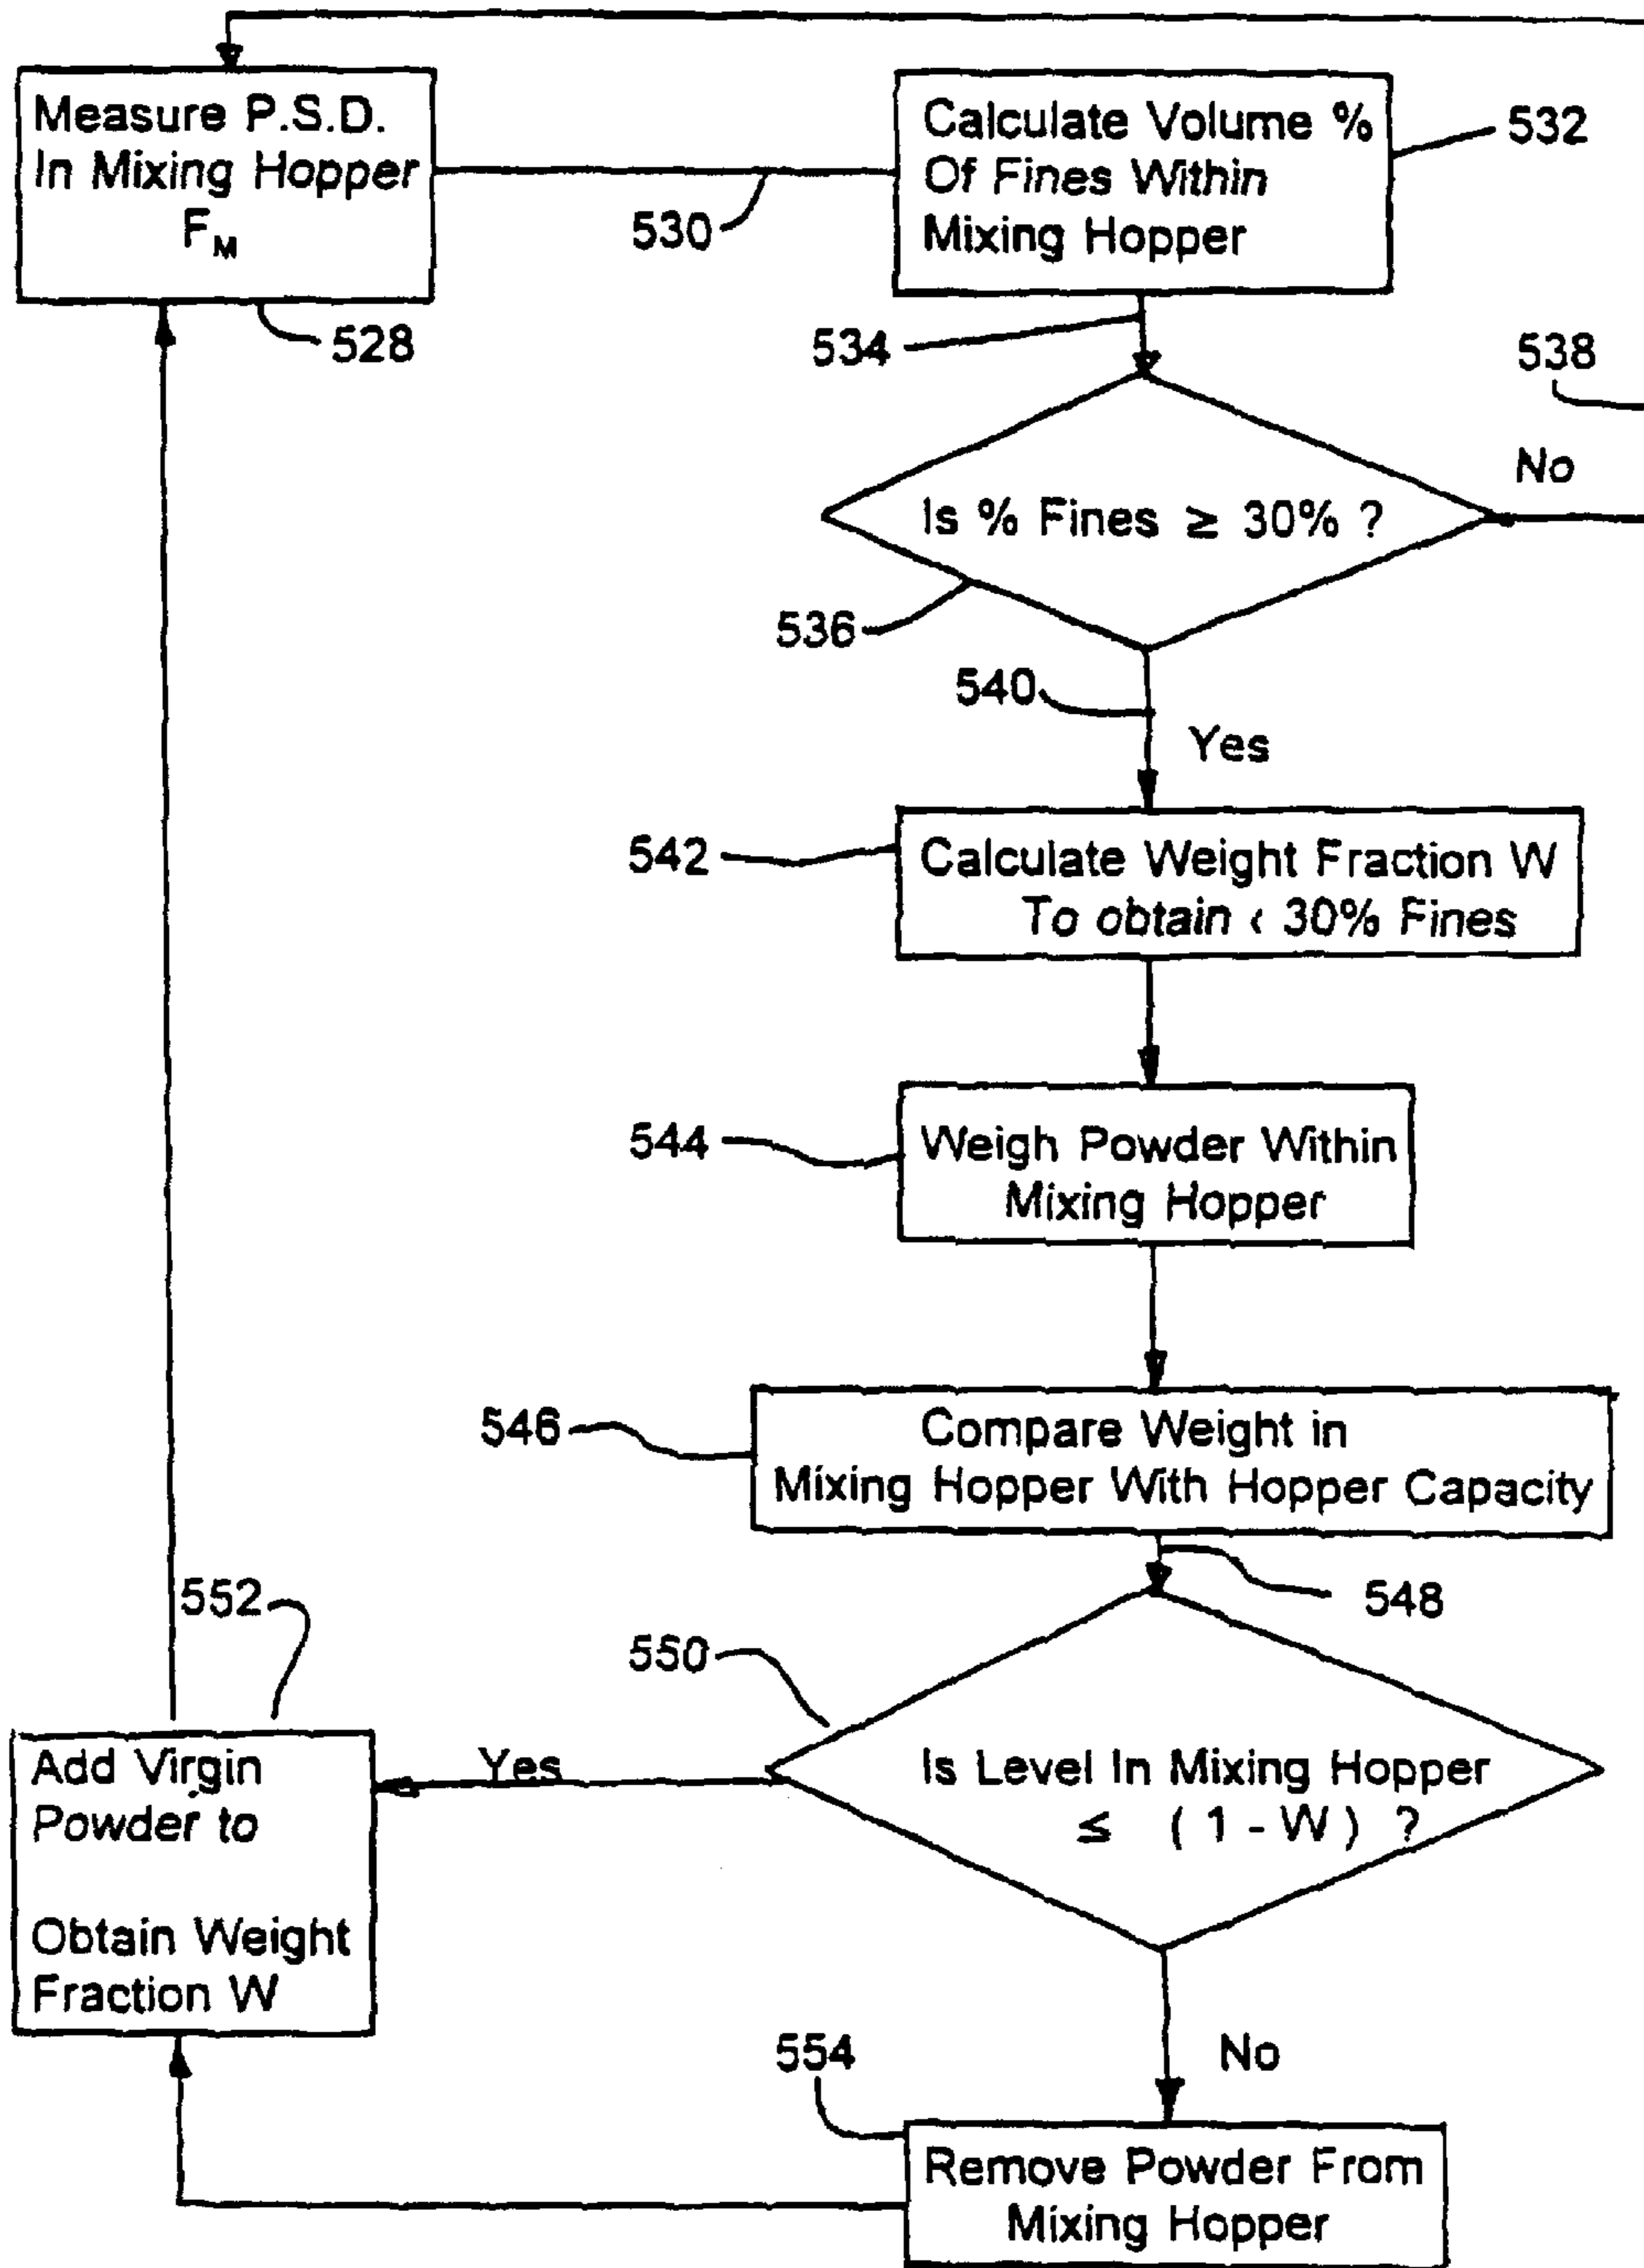 Measure P.S.D.
In Mixing Hopper
FM
528
530
Calculate Volume %
Of Fines Within
Mixing Hopper
532
534
538
Is % Fines ≥ 30% ?
No
536
540
Yes
542
Calculate Weight Fraction W
To obtain < 30% Fines
544
Weigh Powder Within
Mixing Hopper
546
Compare Weight in
Mixing Hopper With Hopper Capacity
548
550
Is Level In Mixing Hopper
≤ ( 1 - W ) ?
Yes
552
Add Virgin
Powder to
Obtain Weight
Fraction W
No
554
Remove Powder From
Mixing Hopper